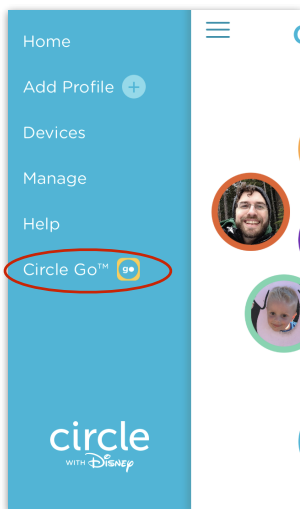 Home
Add Profile +
Devices
Manage
Help
Circle Go™ go
circle
WITH Disney